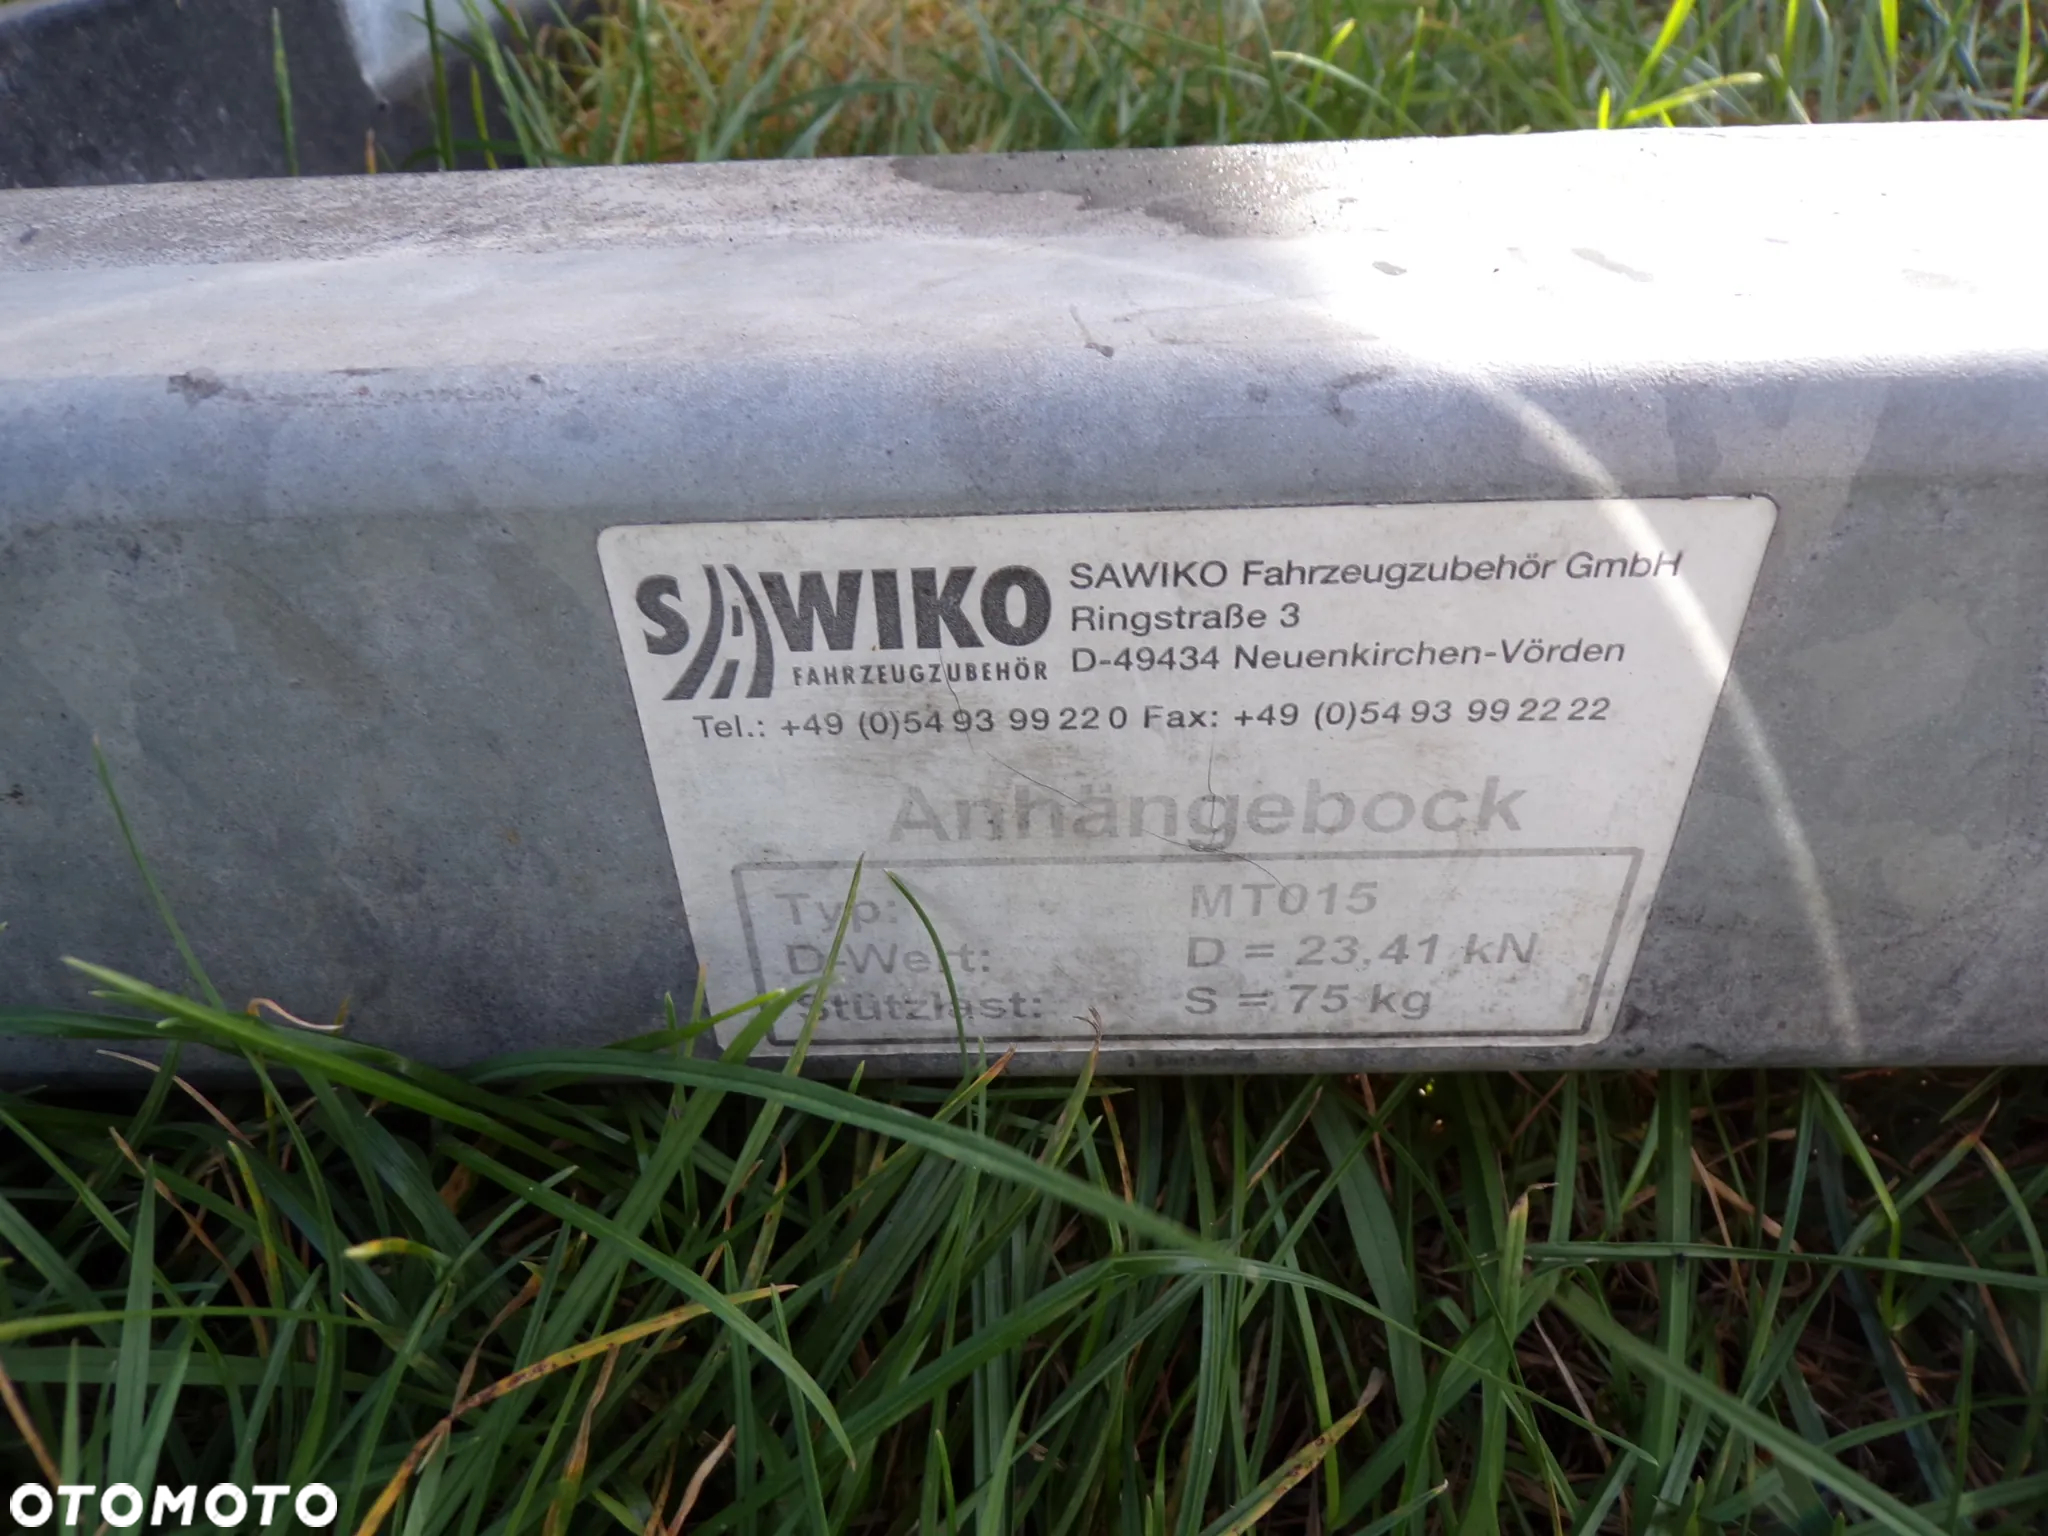 SAWIKO
FAHRZEUGZUBEHÖR
SAWIKO Fahrzeugzubehör GmbH
Ringstraße 3
D-49434 Neuenkirchen-Vörden
Tel.: +49 (0)54 93 99 22 0 Fax: +49 (0)54 93 99 22 22
Anhängebock
Typ: MT015
D-Wert: D = 23.41 kN
Stützlast: S = 75 kg
OTOMOTO